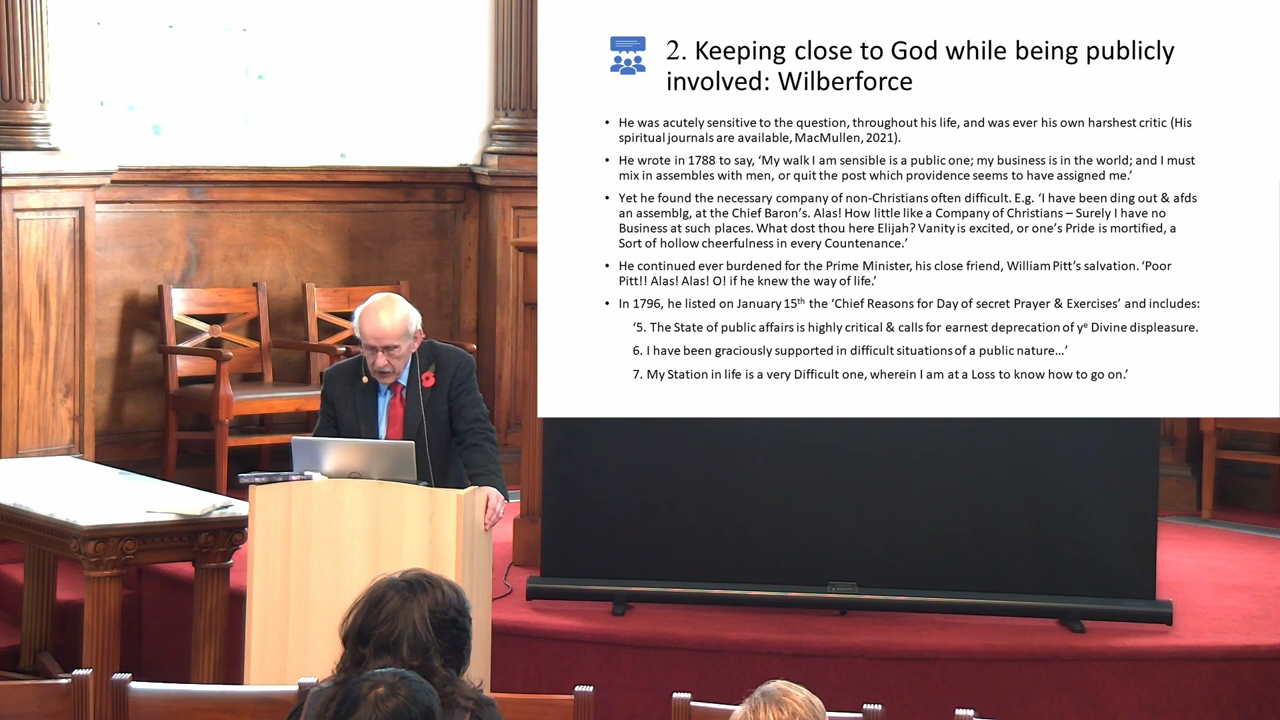 2. Keeping close to God while being publicly
involved: Wilberforce
• He was acutely sensitive to the question, throughout his life, and was ever his own harshest critic (His
spiritual journals are available, MacMullen, 2021).
• He wrote in 1788 to say, ‘My walk I am sensible is a public one; my business is in the world; and I must
mix in assembles with men, or quit the post which providence seems to have assigned me.’
• Yet he found the necessary company of non-Christians often difficult. E.g. ‘I have been ding out & afds
an assemblg, at the Chief Baron’s. Alas! How little like a Company of Christians – Surely I have no
Business at such places. What dost thou here Elijah? Vanity is excited, or one’s Pride is mortified, a
Sort of hollow cheerfulness in every Countenance.’
• He continued ever burdened for the Prime Minister, his close friend, William Pitt’s salvation. ‘Poor
Pitt!! Alas! Alas! O! if he knew the way of life.’
• In 1796, he listed on January 15th the ‘Chief Reasons for Day of secret Prayer & Exercises’ and includes:
‘5. The State of public affairs is highly critical & calls for earnest deprecation of ye Divine displeasure.
6. I have been graciously supported in difficult situations of a public nature…’
7. My Station in life is a very Difficult one, wherein I am at a Loss to know how to go on.’